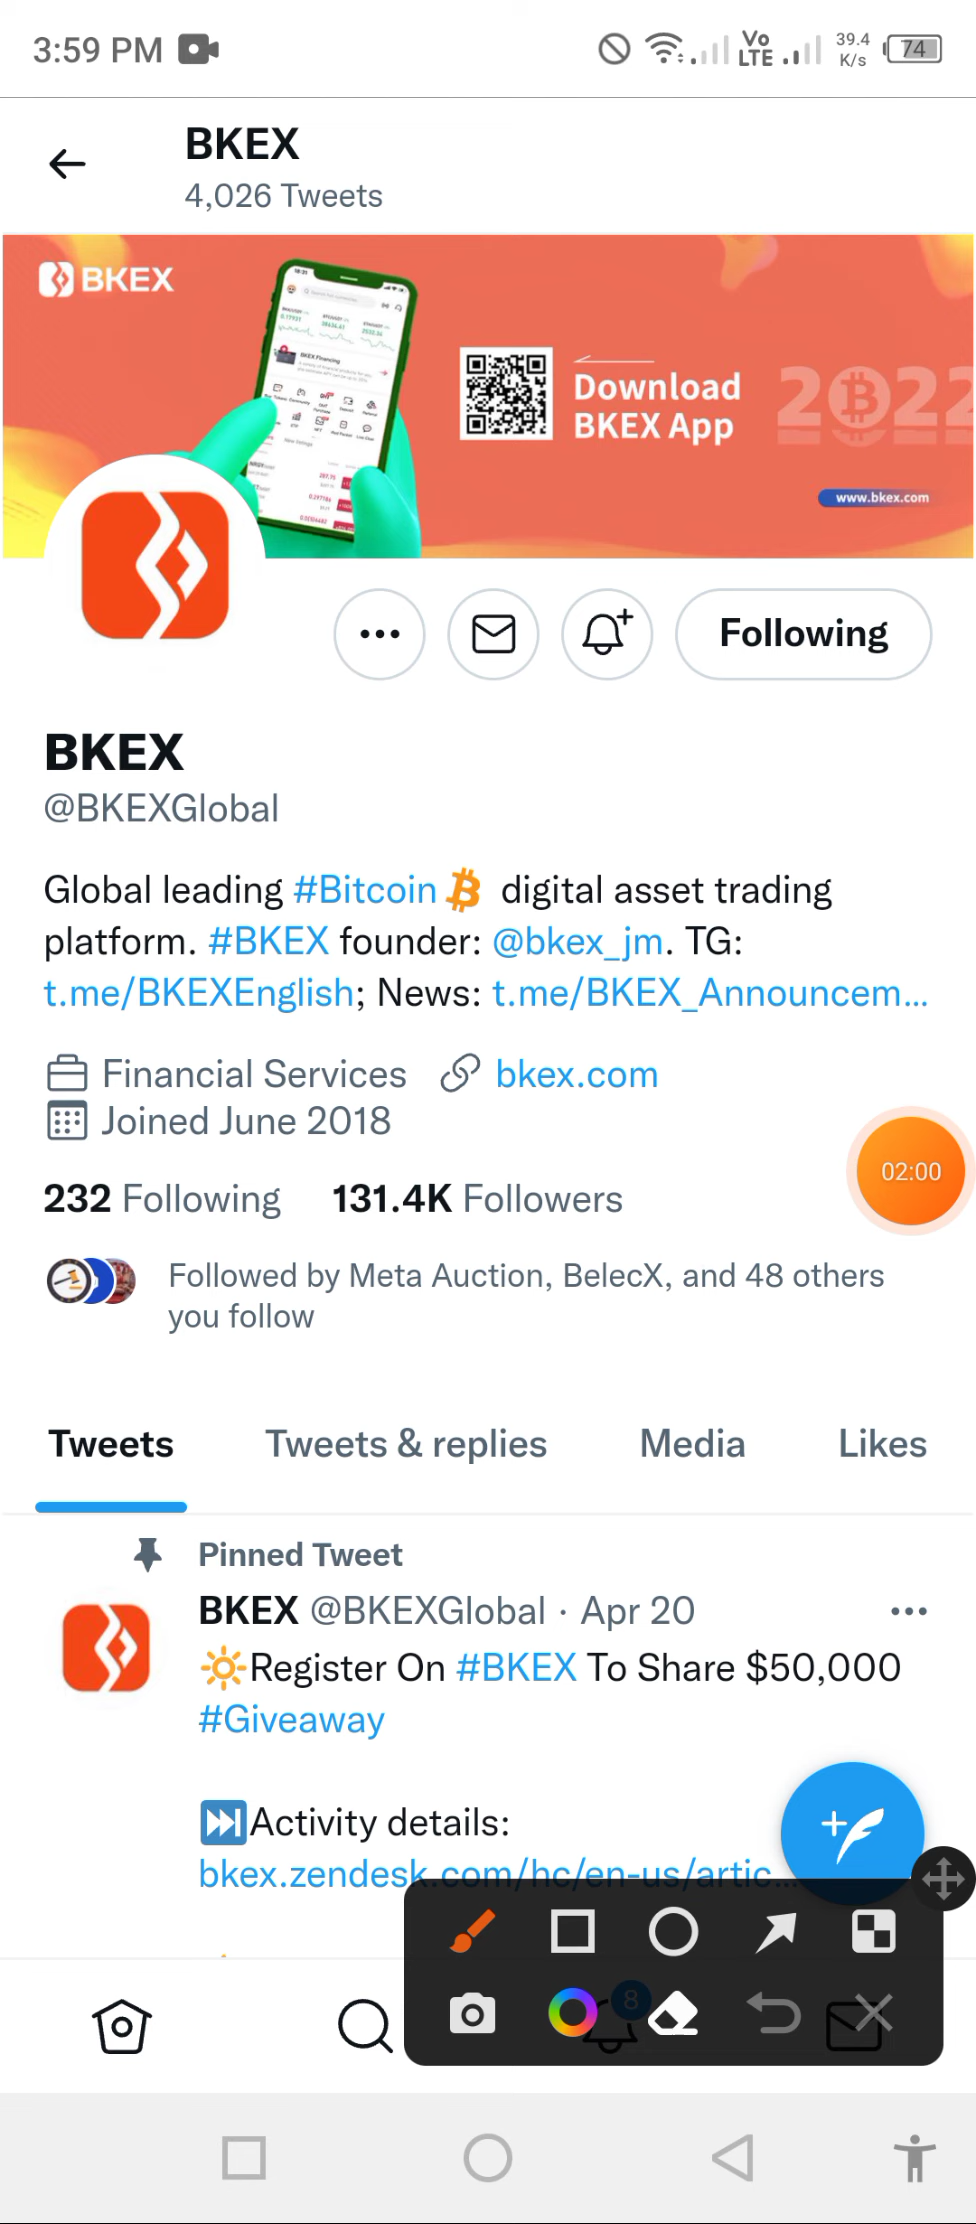 3:59 PM
Vo
LTE
39.4
K/s
74
BKEX
4,026 Tweets
BKEX
Download
BKEX App
2022
www.bkex.com
Following
BKEX
@BKEXGlobal
Global leading #Bitcoin digital asset trading
platform. #BKEX founder: @bkex_jm. TG:
t.me/BKEXEnglish; News: t.me/BKEX_Announcem...
Financial Services bkex.com
Joined June 2018
02:00
232 Following 131.4K Followers
Followed by Meta Auction, BelecX, and 48 others
you follow
Tweets Tweets & replies Media Likes
Pinned Tweet
BKEX @BKEXGlobal · Apr 20
Register On #BKEX To Share $50,000
#Giveaway
Activity details:
bkex.zendesk.com/hc/en-us/artic...
8